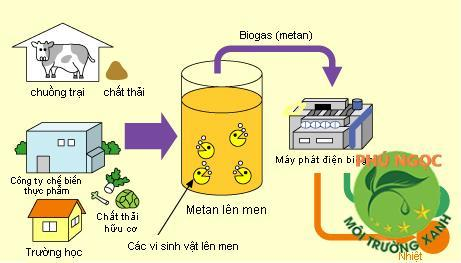 Biogas (metan)
chuồng trại
chất thải
Công ty chế biến
thực phẩm
Chất thải
hữu cơ
Trường học
Metan lên men
Các vi sinh vật lên men
Máy phát điện bi
PHÚ NGỌC
MÔI TRƯỜNG XANH
Nhiệt